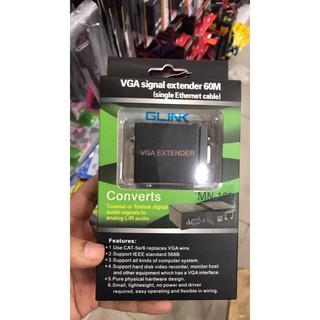 VGA signal extender 60M
(single Ethernet cable)
GLINK
VGA EXTENDER
Converts
Coaxial or Toslink digital
audio signals to
analog L/R audio
Features:
1.Use CAT-5e/6 replaces VGA wire.
2.Support IEEE standard 568B.
3.Support all kinds of computer system.
4.Support hard disk video recorder, monitor host
and other equipment which has a VGA interface.
5.Pure physical hardware design.
6.Small, lightweight, no power and driver
required, easy operating and flexible in wiring.